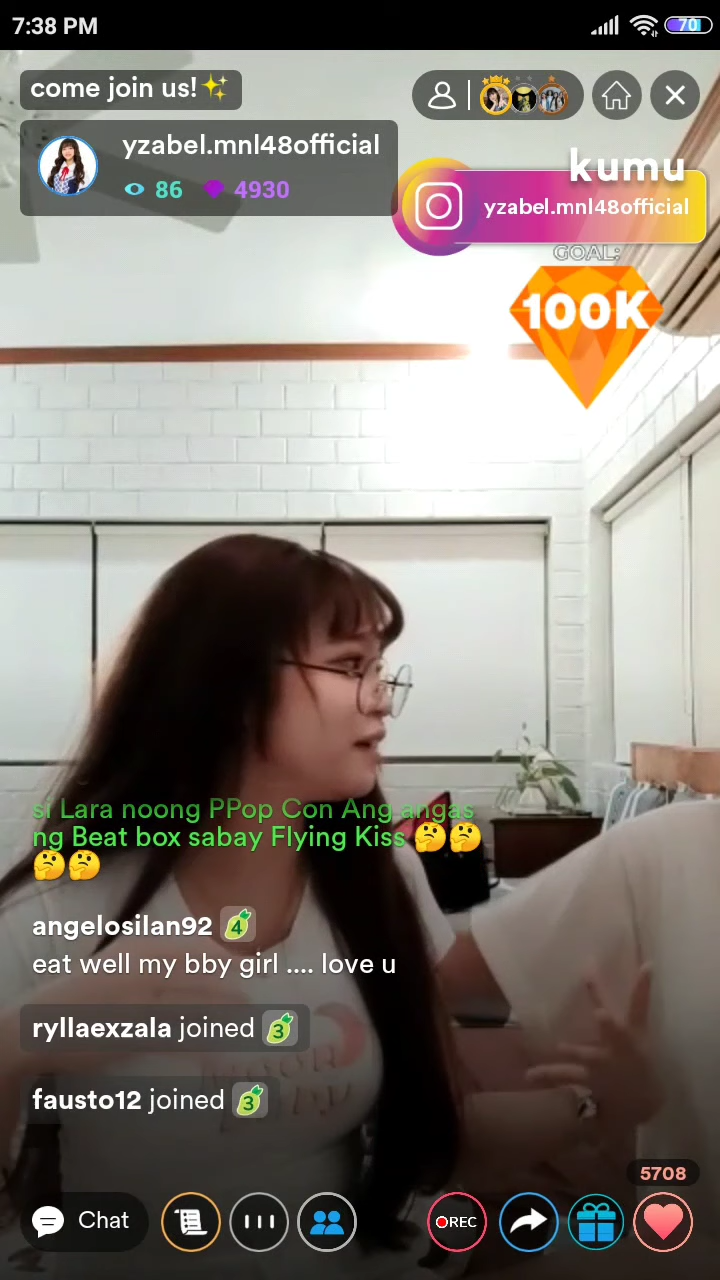 7:38 PM
70
come join us!✨
yzabel.mnl48official
86 4930
kumu
yzabel.mnl48official
GOAL:
100K
si Lara noong PPop Con Ang angas
ng Beat box sabay Flying Kiss 🤔🤔
🤔🤔
angelosilan92 4
eat well my bby girl .... love u
ryllaexzala joined 3
fausto12 joined 3
5708
Chat
REC